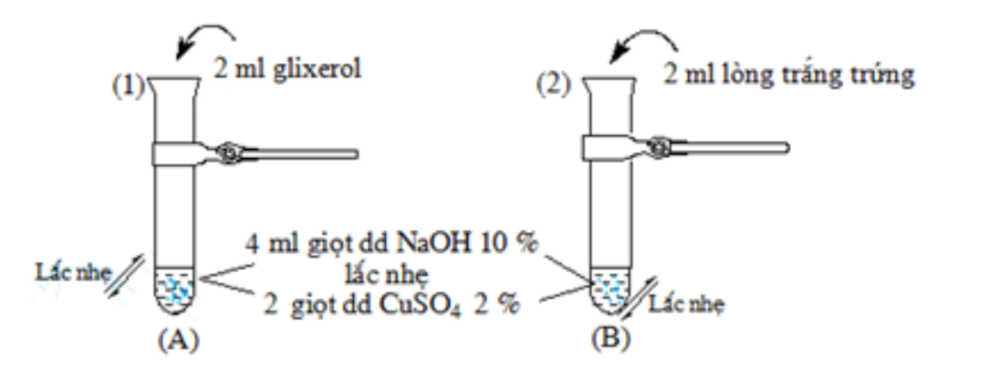 (1)
2 ml glixerol
(2)
2 ml lòng trắng trứng
4 ml giọt dd NaOH 10 %
lắc nhẹ
2 giọt dd CuSO₄ 2 %
Lắc nhẹ
Lắc nhẹ
(A)
(B)